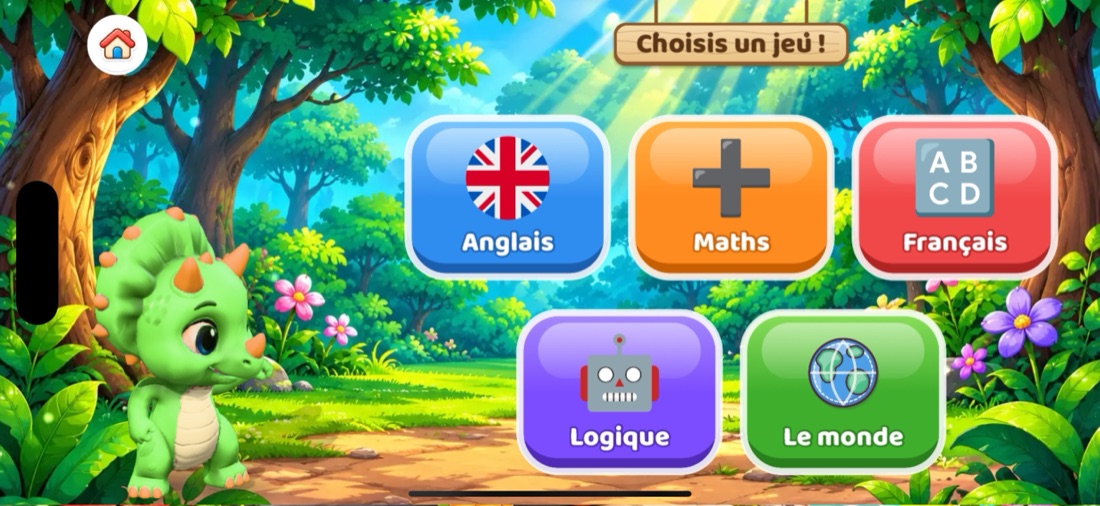 Choisis un jeu !
Anglais
Maths
A B
C D
Français
Logique
Le monde